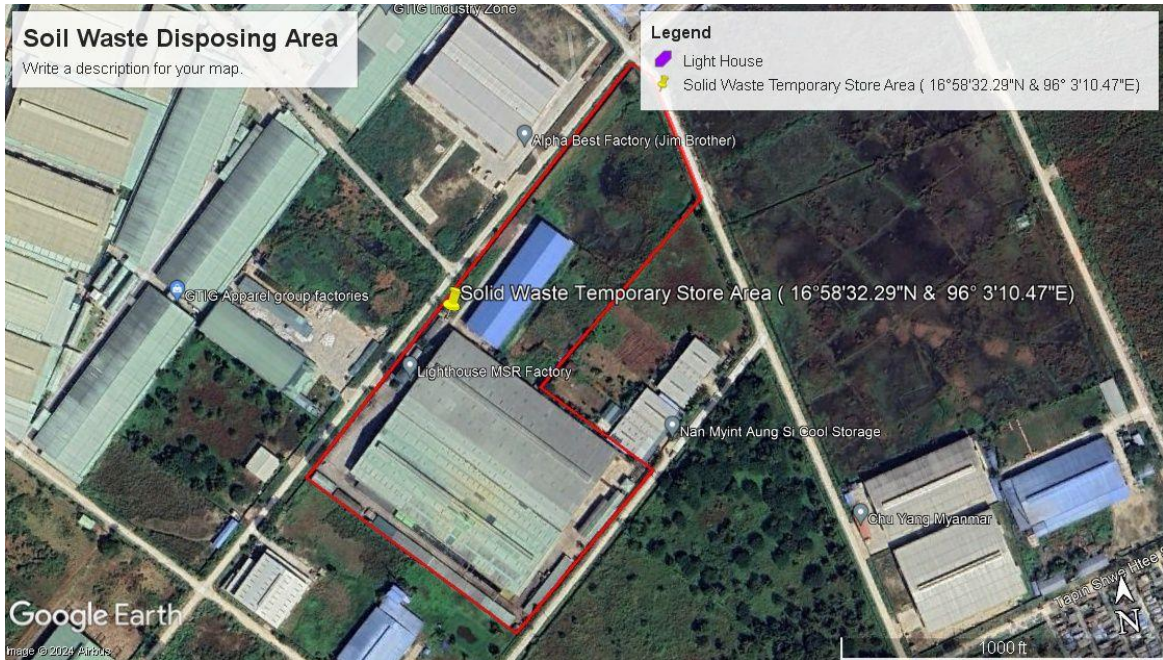 GTIG Industry Zone
Soil Waste Disposing Area
Write a description for your map.
Legend
Light House
Solid Waste Temporary Store Area ( 16°58'32.29"N & 96° 3'10.47"E)
Alpha Best Factory (Jim Brother)
GTIG Apparel group factories
Solid Waste Temporary Store Area ( 16°58'32.29"N & 96° 3'10.47"E)
Lighthouse MSR Factory
Nan Myint Aung Si Cool Storage
Chu Yang Myanmar
Tapin Shwe Htee
Google Earth
Image © 2024 Airbus
1000 ft
N